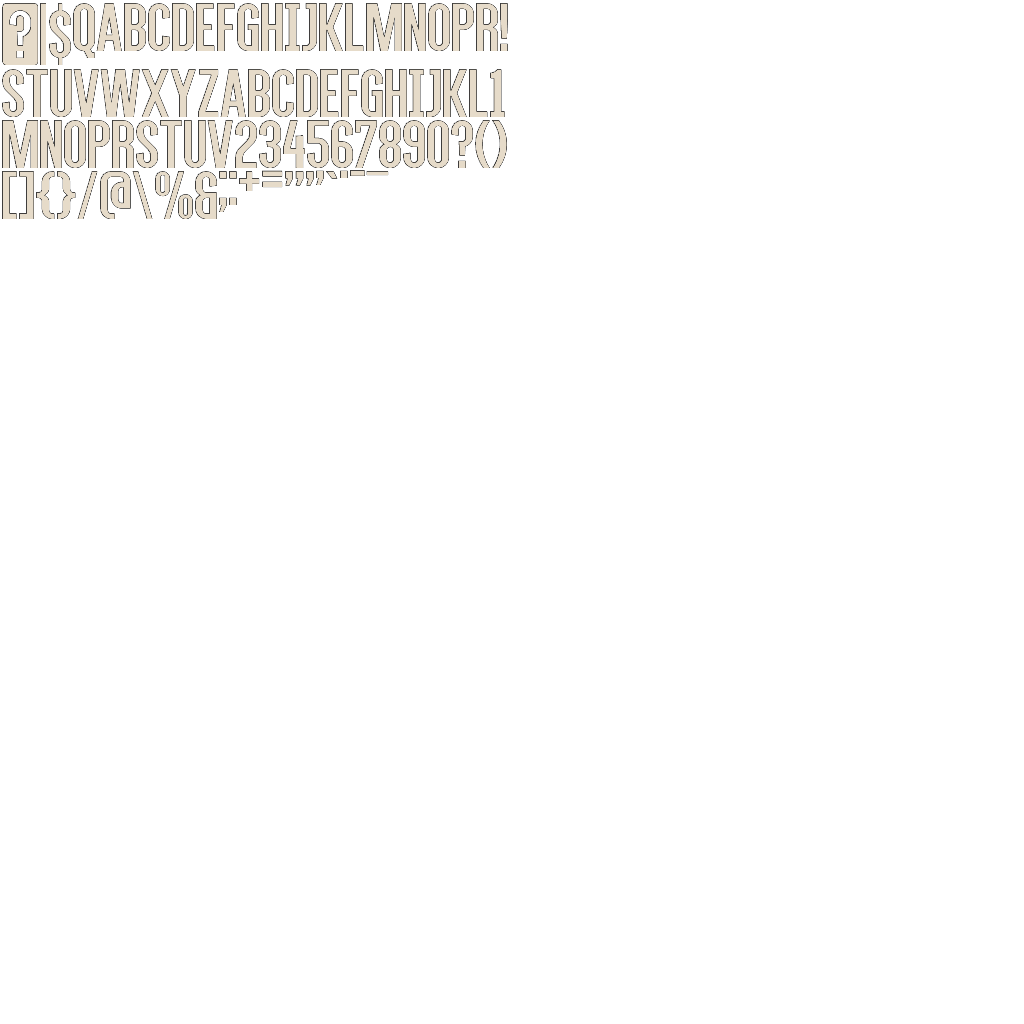 ?|$QABCDEFGHIJKLMNOPR!
STUVWXYZABCDEFGHIJKL1
MNOPRSTUV234567890?()
[]{}/@\%&¨+=’”"`'-_
,.